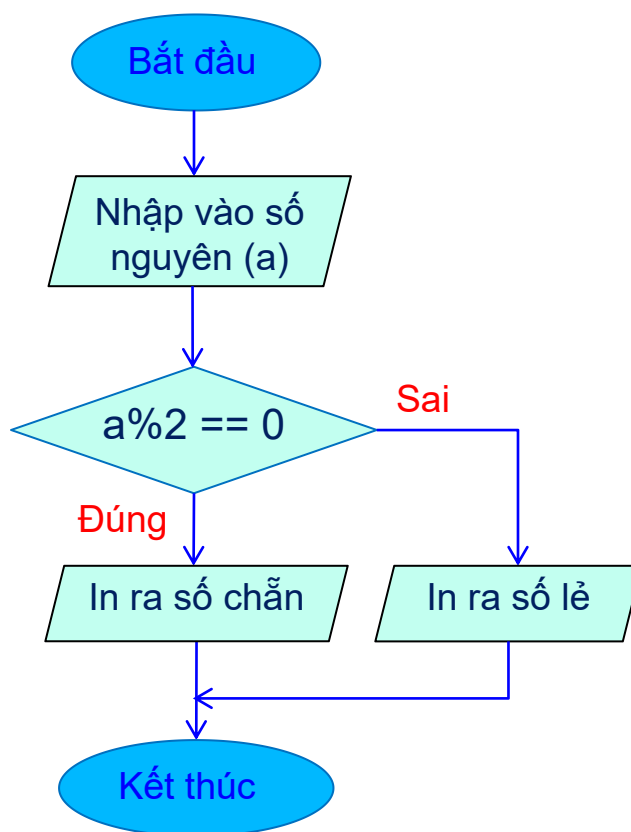 Bắt đầu
Nhập vào số
nguyên (a)
a%2 == 0
Sai
Đúng
In ra số chẵn
In ra số lẻ
Kết thúc